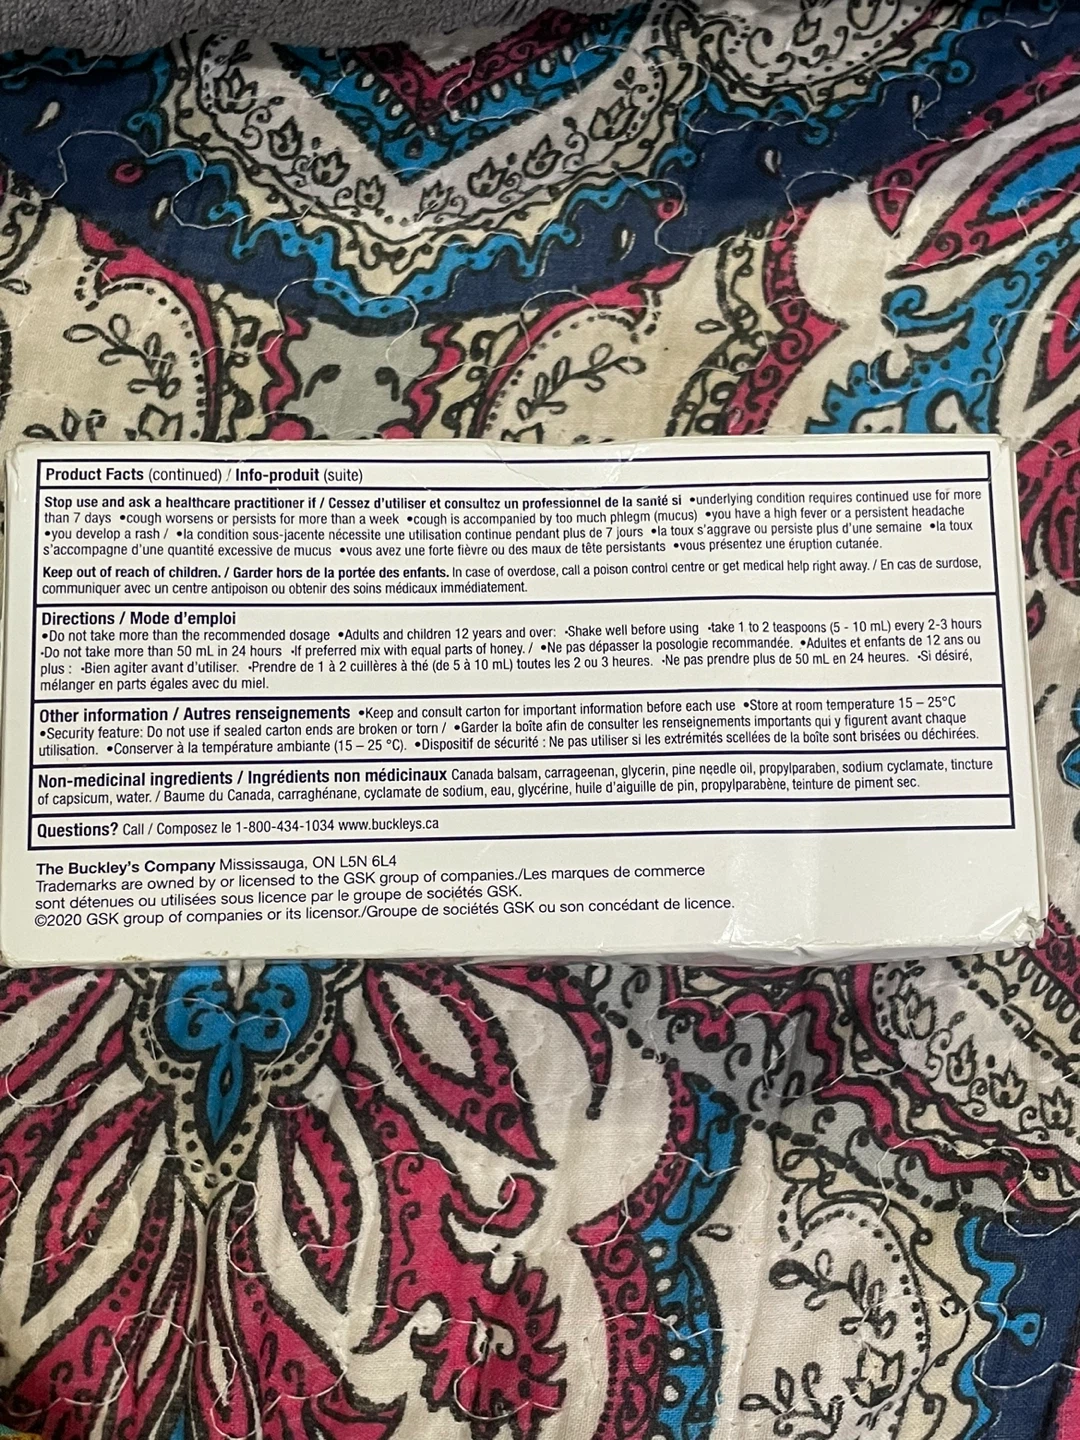 Product Facts (continued) / Info-produit (suite)
Stop use and ask a healthcare practitioner if / Cessez d'utiliser et consultez un professionnel de la santé si •underlying condition requires continued use for more
than 7 days •cough worsens or persists for more than a week •cough is accompanied by too much phlegm (mucus) •you have a high fever or a persistent headache
•you develop a rash / •la condition sous-jacente nécessite une utilisation continue pendant plus de 7 jours •la toux s'aggrave ou persiste plus d'une semaine •la toux
s'accompagne d'une quantité excessive de mucus •vous avez une forte fièvre ou des maux de tête persistants •vous présentez une éruption cutanée.
Keep out of reach of children. / Garder hors de la portée des enfants. In case of overdose, call a poison control centre or get medical help right away. / En cas de surdose,
communiquer avec un centre antipoison ou obtenir des soins médicaux immédiatement.
Directions / Mode d'emploi
•Do not take more than the recommended dosage •Adults and children 12 years and over: ·Shake well before using ·take 1 to 2 teaspoons (5 - 10 mL) every 2-3 hours
·Do not take more than 50 mL in 24 hours ·If preferred mix with equal parts of honey. / •Ne pas dépasser la posologie recommandée. •Adultes et enfants de 12 ans ou
plus : ·Bien agiter avant d'utiliser. ·Prendre de 1 à 2 cuillères à thé (de 5 à 10 mL) toutes les 2 ou 3 heures. ·Ne pas prendre plus de 50 mL en 24 heures. ·Si désiré,
mélanger en parts égales avec du miel.
Other information / Autres renseignements •Keep and consult carton for important information before each use •Store at room temperature 15 – 25°C
•Security feature: Do not use if sealed carton ends are broken or torn / •Garder la boîte afin de consulter les renseignements importants qui y figurent avant chaque
utilisation. •Conserver à la température ambiante (15 – 25 °C). •Dispositif de sécurité : Ne pas utiliser si les extrémités scellées de la boîte sont brisées ou déchirées.
Non-medicinal ingredients / Ingrédients non médicinaux Canada balsam, carrageenan, glycerin, pine needle oil, propylparaben, sodium cyclamate, tincture
of capsicum, water. / Baume du Canada, carraghénane, cyclamate de sodium, eau, glycérine, huile d'aiguille de pin, propylparabène, teinture de piment sec.
Questions? Call / Composez le 1-800-434-1034 www.buckleys.ca
The Buckley's Company Mississauga, ON L5N 6L4
Trademarks are owned by or licensed to the GSK group of companies./Les marques de commerce
sont détenues ou utilisées sous licence par le groupe de sociétés GSK.
©2020 GSK group of companies or its licensor./Groupe de sociétés GSK ou son concédant de licence.